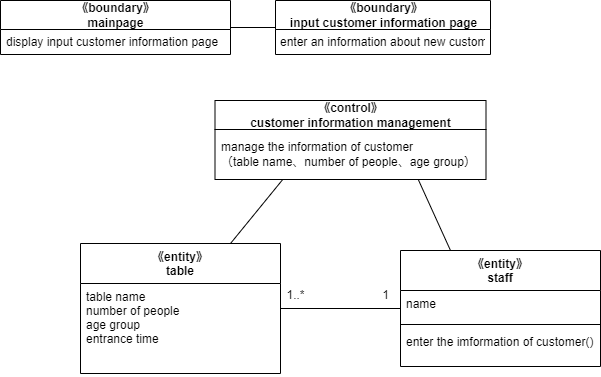 《boundary》
mainpage
display input customer information page
《boundary》
input customer information page
enter an information about new custom
《control》
customer information management
manage the information of customer
（table name、number of people、age group）
《entity》
table
table name
number of people
age group
entrance time
1..*
1
《entity》
staff
name
enter the imformation of customer()